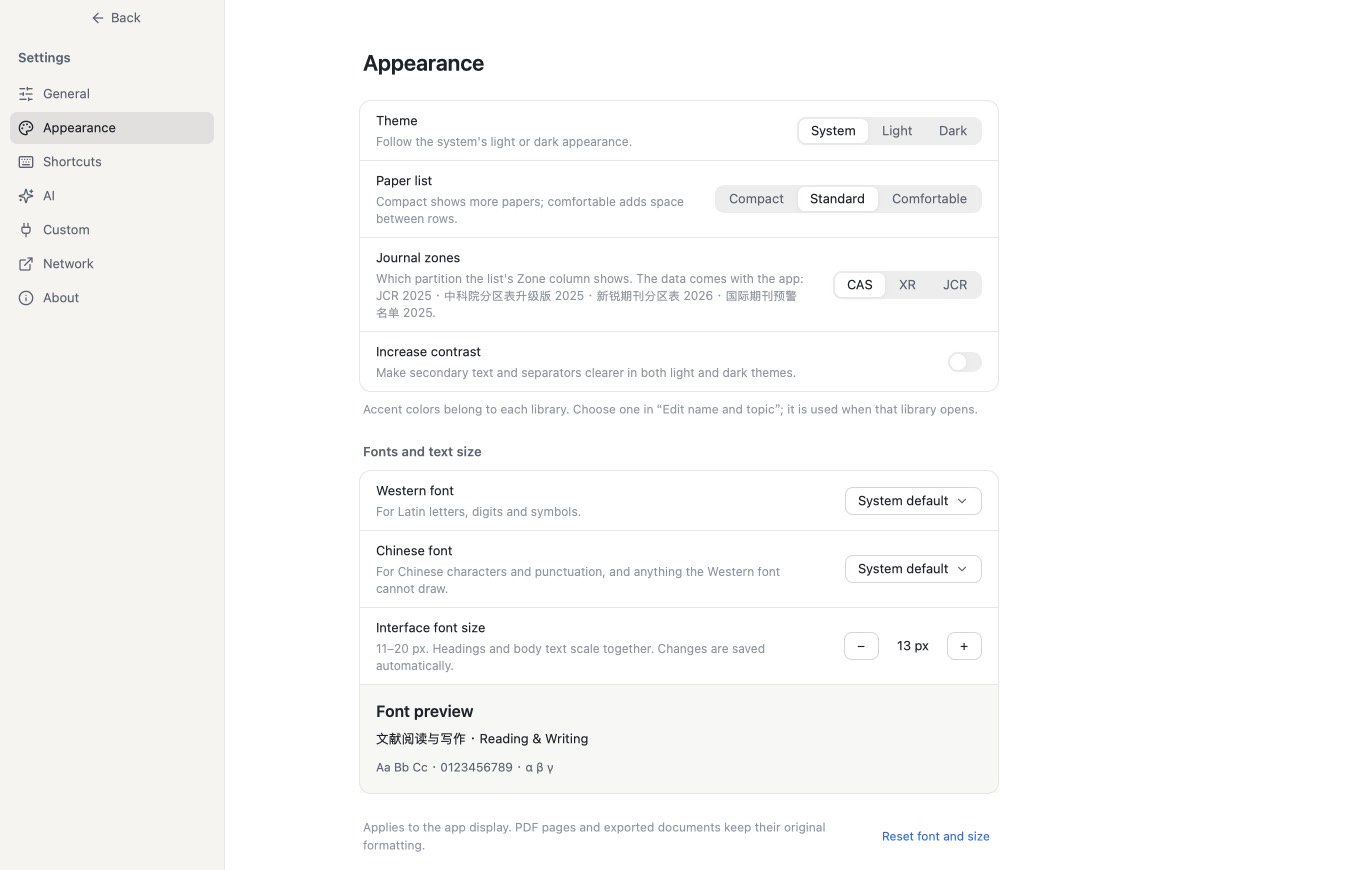 Back
Settings
General
Appearance
Shortcuts
AI
Custom
Network
About
Appearance
Theme
Follow the system's light or dark appearance.
System Light Dark
Paper list
Compact shows more papers; comfortable adds space
between rows.
Compact Standard Comfortable
Journal zones
Which partition the list's Zone column shows. The data comes with the app:
JCR 2025 · 中科院分区表升级版 2025 · 新锐期刊分区表 2026 · 国际期刊预警
名单 2025.
CAS XR JCR
Increase contrast
Make secondary text and separators clearer in both light and dark themes.
Accent colors belong to each library. Choose one in “Edit name and topic”; it is used when that library opens.
Fonts and text size
Western font
For Latin letters, digits and symbols.
System default
Chinese font
For Chinese characters and punctuation, and anything the Western font
cannot draw.
System default
Interface font size
11–20 px. Headings and body text scale together. Changes are saved
automatically.
− 13 px +
Font preview
文献阅读与写作 · Reading & Writing
Aa Bb Cc · 0123456789 · α β γ
Applies to the app display. PDF pages and exported documents keep their original
formatting.
Reset font and size